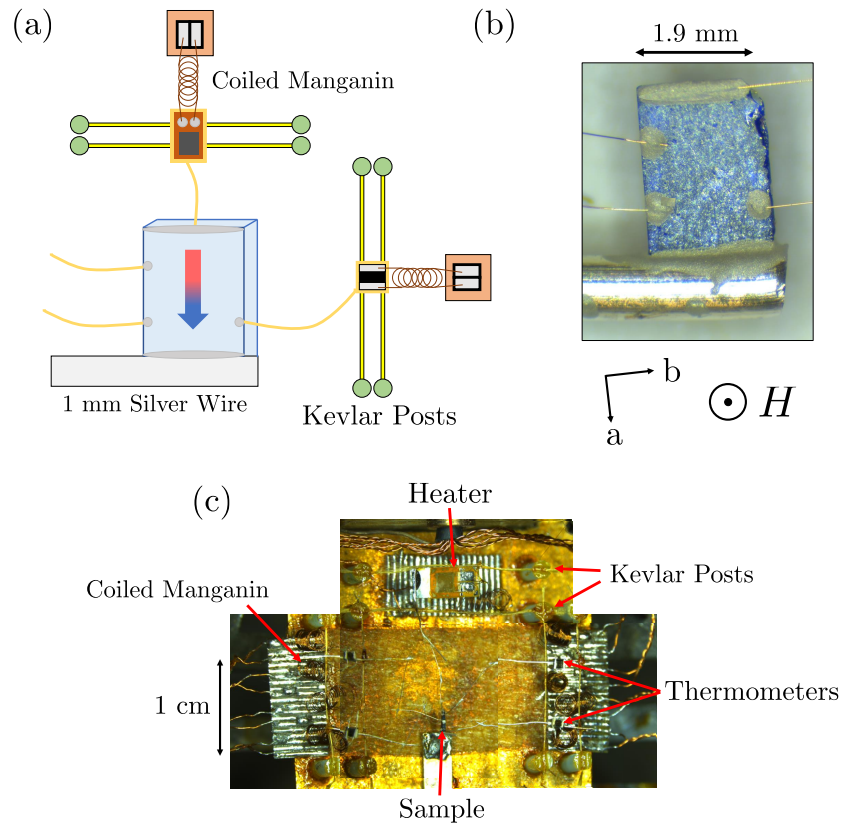 (a)
Coiled Manganin
1 mm Silver Wire
Kevlar Posts
(b)
1.9 mm
b
a
H
(c)
Heater
Coiled Manganin
Kevlar Posts
1 cm
Thermometers
Sample